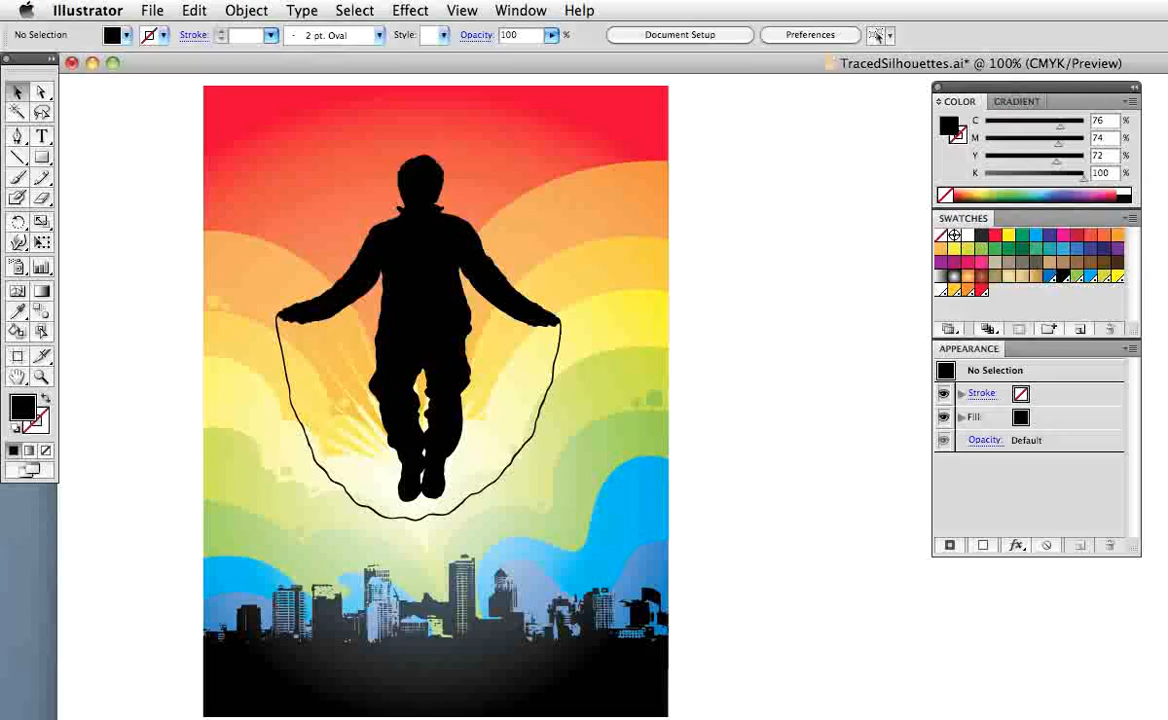 Illustrator File Edit Object Type Select Effect View Window Help
No Selection Stroke: 2 pt. Oval Style: Opacity: 100 % Document Setup Preferences
TracedSilhouettes.ai* @ 100% (CMYK/Preview)
COLOR GRADIENT
C 76 %
M 74 %
Y 72 %
K 100 %
SWATCHES
APPEARANCE
No Selection
Stroke:
Fill:
Opacity: Default
fx